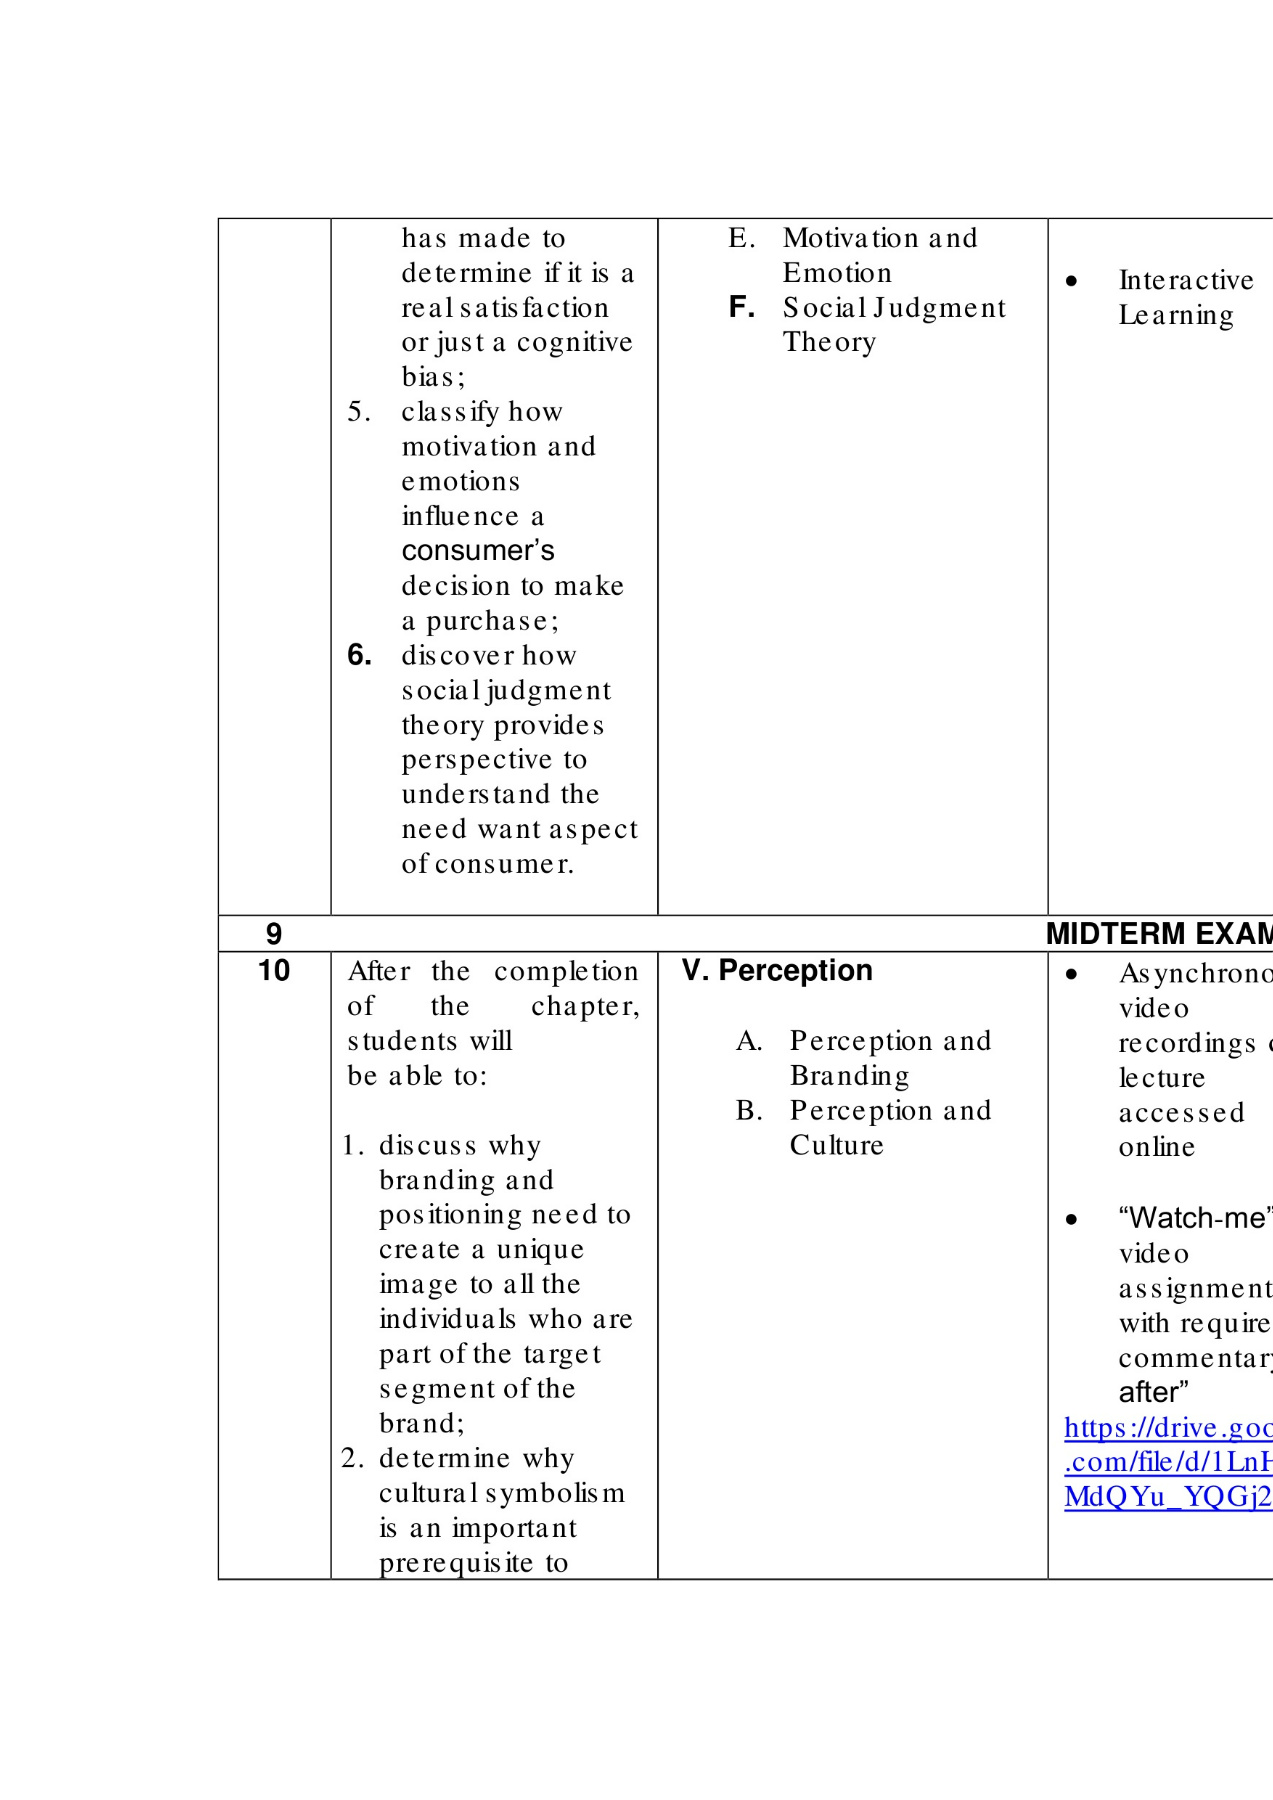 has made to
determine if it is a
real satisfaction
or just a cognitive
bias;
5. classify how
motivation and
emotions
influence a
consumer’s
decision to make
a purchase;
6. discover how
social judgment
theory provides
perspective to
understand the
need want aspect
of consumer.
E. Motivation and
Emotion
F. Social Judgment
Theory
• Interactive
Learning
9 MIDTERM EXAM
10
After the completion
of the chapter,
students will
be able to:
1. discuss why
branding and
positioning need to
create a unique
image to all the
individuals who are
part of the target
segment of the
brand;
2. determine why
cultural symbolism
is an important
prerequisite to
V. Perception
A. Perception and
Branding
B. Perception and
Culture
• Asynchrono
video
recordings
lecture
accessed
online
• “Watch-me”
video
assignment
with require
commentary
after”
https://drive.goo
.com/file/d/1LnH
MdQYu_YQGj2